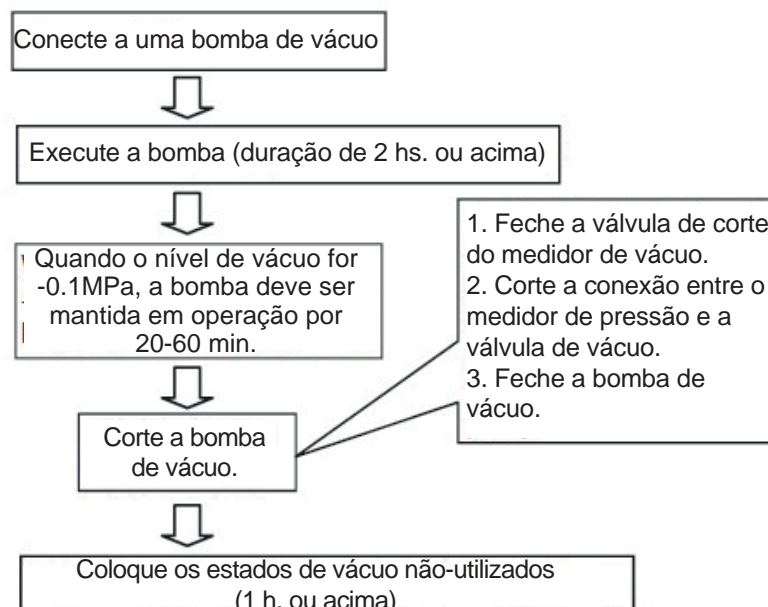 Conecte a uma bomba de vácuo
Execute a bomba (duração de 2 hs. ou acima)
Quando o nível de vácuo for
-0.1MPa, a bomba deve ser
mantida em operação por
20-60 min.
1. Feche a válvula de corte
do medidor de vácuo.
2. Corte a conexão entre o
medidor de pressão e a
válvula de vácuo.
3. Feche a bomba de
vácuo.
Corte a bomba
de vácuo.
Coloque os estados de vácuo não-utilizados
(1 h. ou acima)